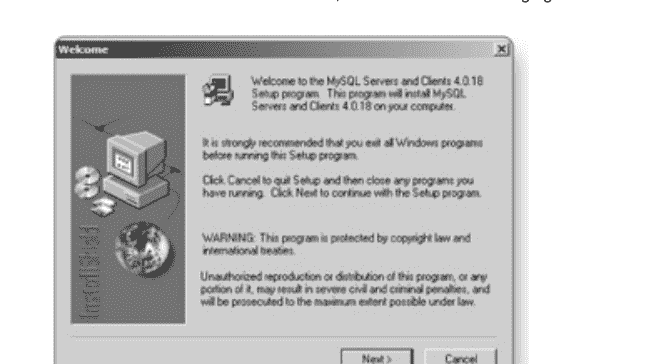 Welcome
Welcome to the MySQL Servers and Clients 4.0.18
Setup program. This program will install MySQL
Servers and Clients 4.0.18 on your computer.
It is strongly recommended that you exit all Windows programs
before running this Setup program.
Click Cancel to quit Setup and then close any programs you
have running. Click Next to continue with the Setup program.
WARNING: This program is protected by copyright law and
international treaties.
Unauthorized reproduction or distribution of this program, or any
portion of it, may result in severe civil and criminal penalties, and
will be prosecuted to the maximum extent possible under law.
InstallShield
Next >
Cancel